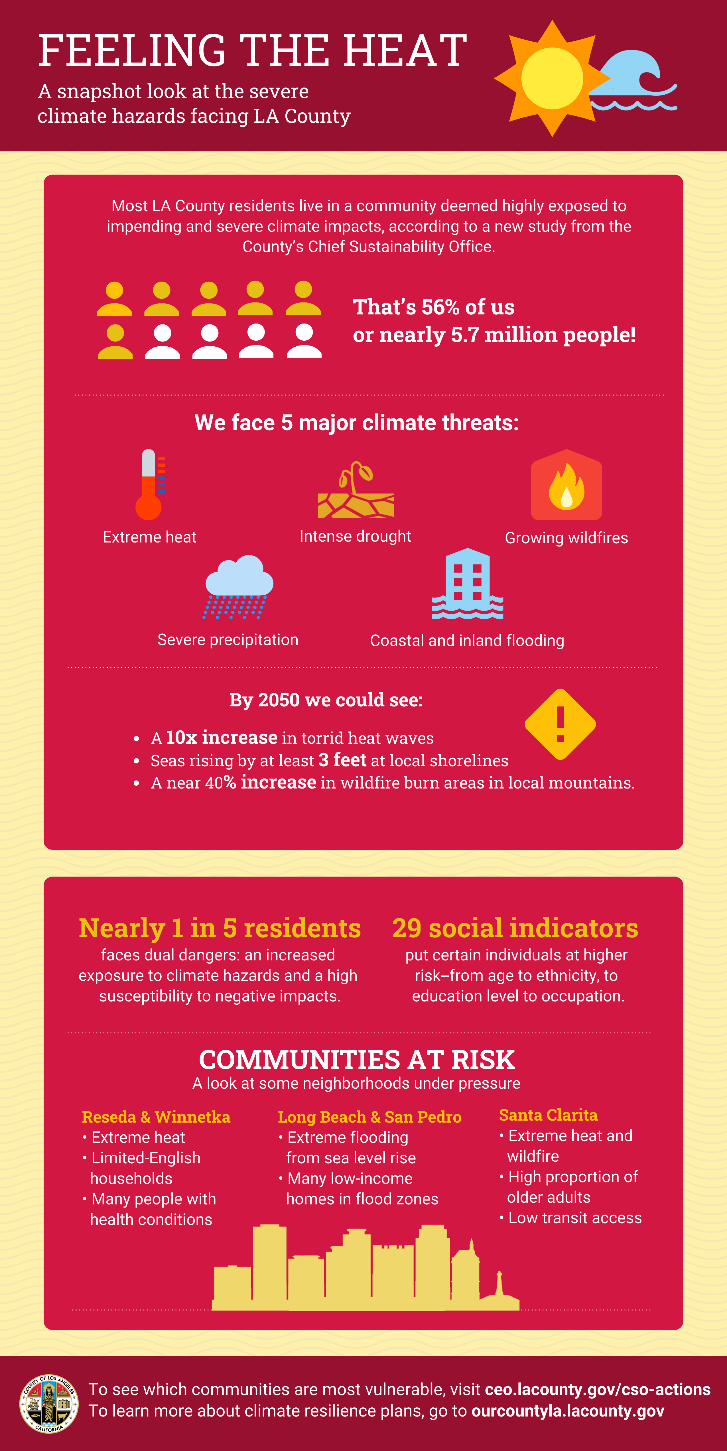 FEELING THE HEAT
A snapshot look at the severe
climate hazards facing LA County
Most LA County residents live in a community deemed highly exposed to
impending and severe climate impacts, according to a new study from the
County's Chief Sustainability Office.
That's 56% of us
or nearly 5.7 million people!
We face 5 major climate threats:
Extreme heat
Intense drought
Growing wildfires
Severe precipitation
Coastal and inland flooding
By 2050 we could see:
• A 10x increase in torrid heat waves
• Seas rising by at least 3 feet at local shorelines
• A near 40% increase in wildfire burn areas in local mountains.
Nearly 1 in 5 residents
faces dual dangers: an increased
exposure to climate hazards and a high
susceptibility to negative impacts.
29 social indicators
put certain individuals at higher
risk–from age to ethnicity, to
education level to occupation.
COMMUNITIES AT RISK
A look at some neighborhoods under pressure
Reseda & Winnetka
• Extreme heat
• Limited-English
households
• Many people with
health conditions
Long Beach & San Pedro
• Extreme flooding
from sea level rise
• Many low-income
homes in flood zones
Santa Clarita
• Extreme heat and
wildfire
• High proportion of
older adults
• Low transit access
COUNTY OF LOS ANGELES
CALIFORNIA
To see which communities are most vulnerable, visit ceo.lacounty.gov/cso-actions
To learn more about climate resilience plans, go to ourcountyla.lacounty.gov